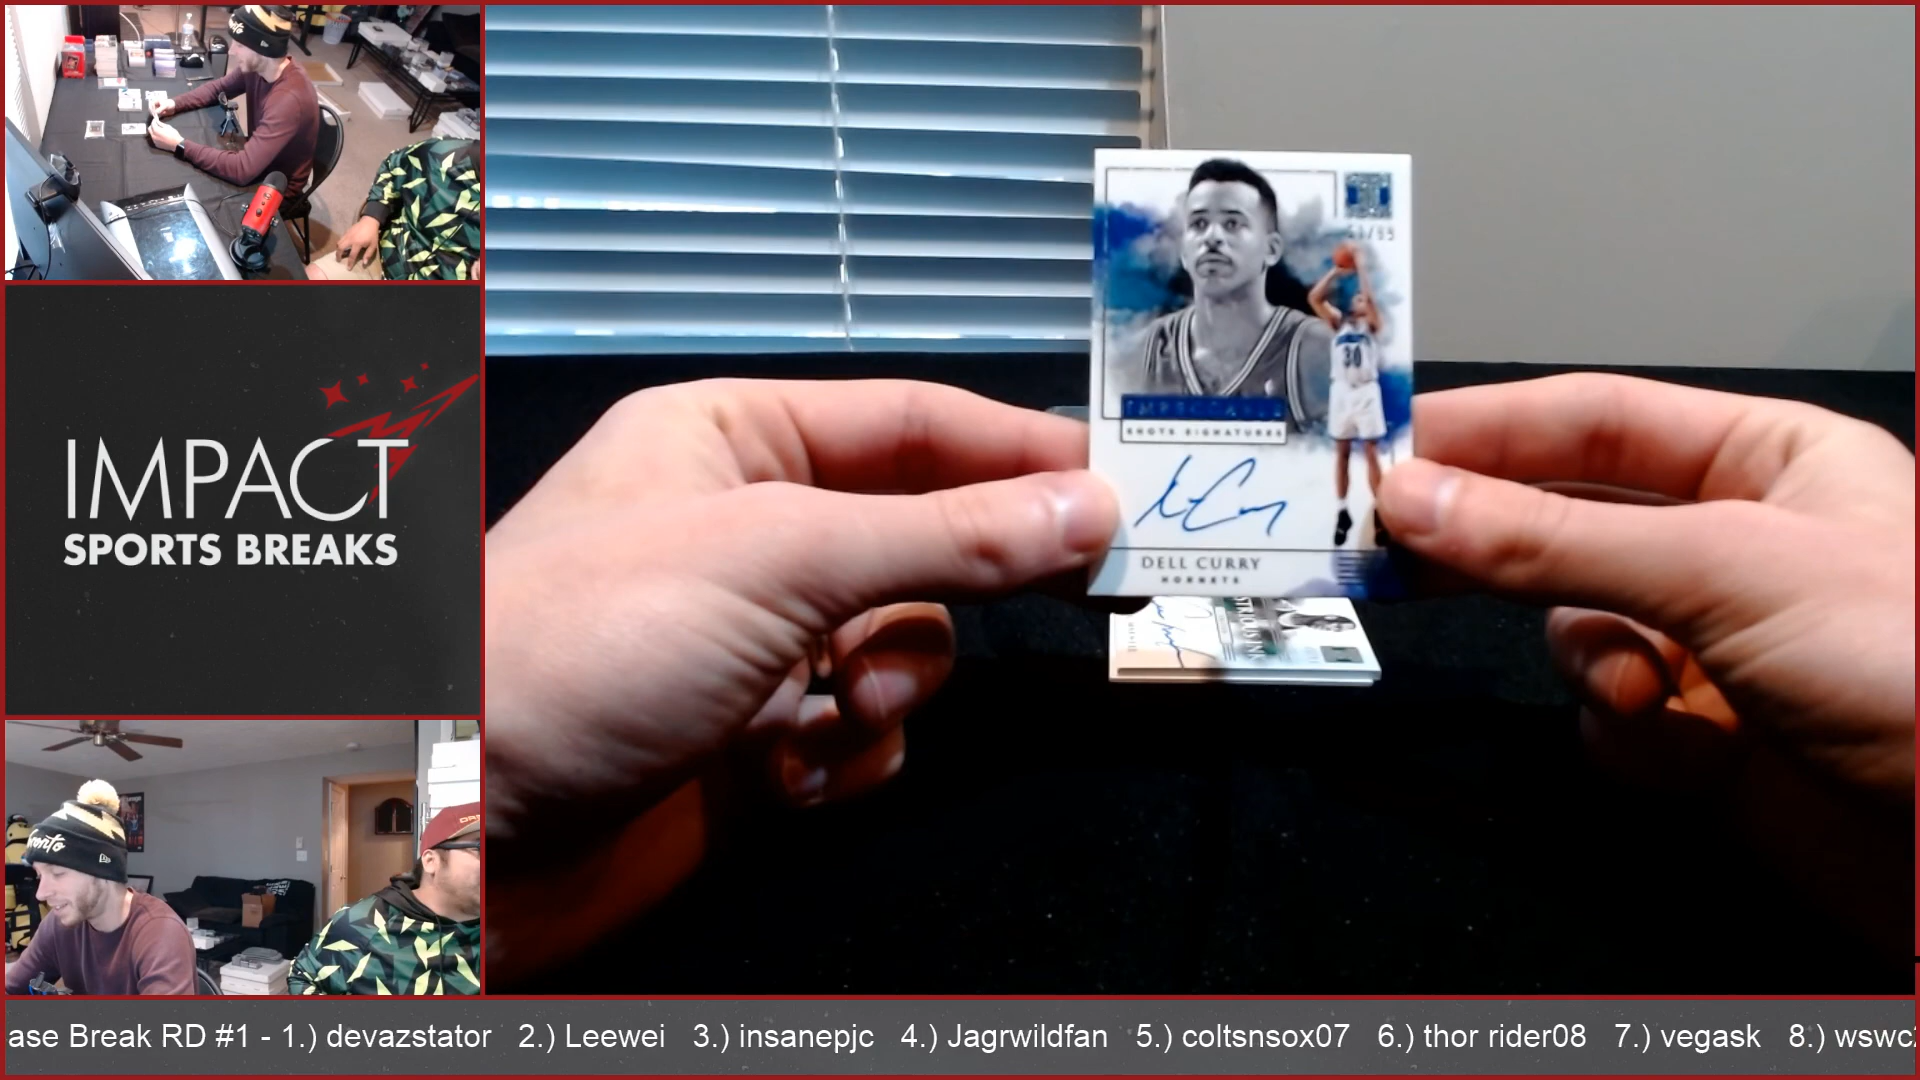 IMPACT
SPORTS BREAKS
30
IMPECCABLE
SHOTS SIGNATURES
DELL CURRY
HORNETS
ase Break RD #1 - 1.) devazstator 2.) Leewei 3.) insanepjc 4.) Jagrwildfan 5.) coltsnsox07 6.) thor rider08 7.) vegask 8.) wswc